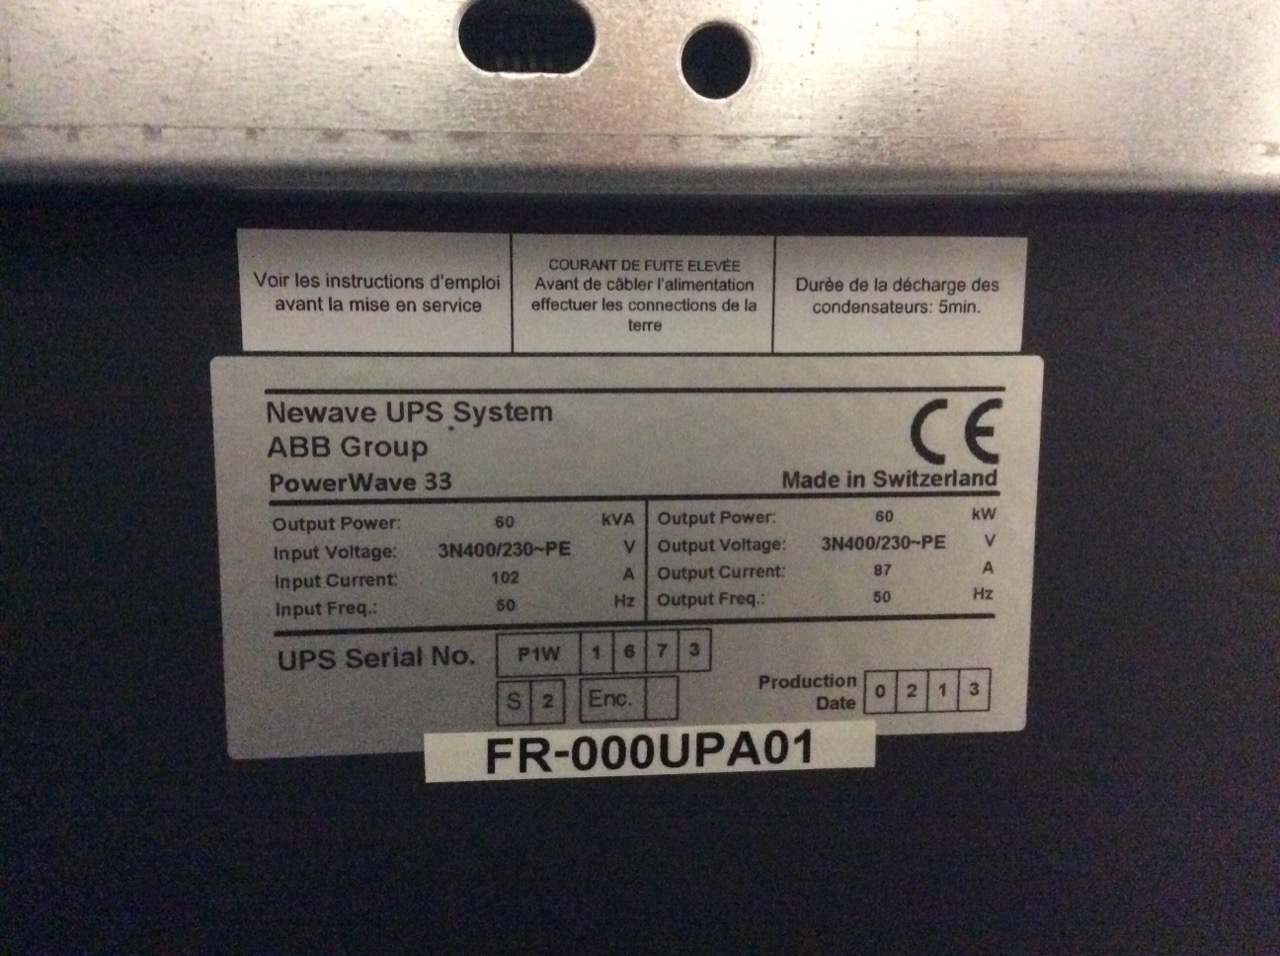 Voir les instructions d'emploi
avant la mise en service
COURANT DE FUITE ELEVÈE
Avant de câbler l'alimentation
effectuer les connections de la
terre
Durèe de la décharge des
condensateurs: 5min.
Newave UPS System
ABB Group
CE
PowerWave 33
Made in Switzerland
Output Power: 60 kVA
Input Voltage: 3N400/230~PE V
Input Current: 102 A
Input Freq.: 50 Hz
Output Power: 60 kW
Output Voltage: 3N400/230~PE V
Output Current: 87 A
Output Freq.: 50 Hz
UPS Serial No. P1W 1 6 7 3
S 2 Enc.
Production
Date 0 2 1 3
FR-000UPA01